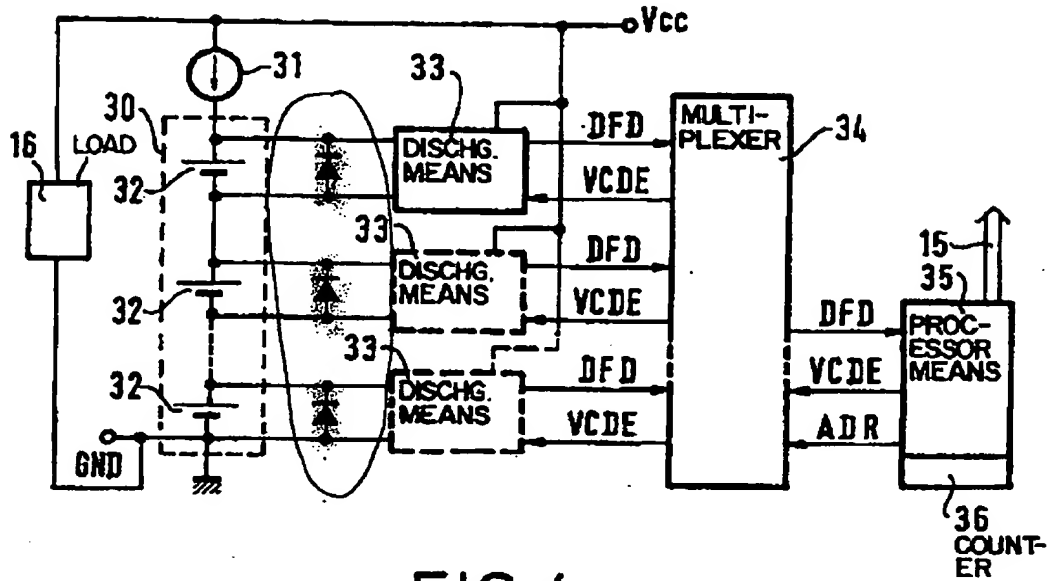 Vcc
31
33
30
16
LOAD
32
DISCHG.
MEANS
DFD
VCDE
MULTI-
PLEXER
34
33
32
DISCHG.
MEANS
DFD
VCDE
15
35
33
32
DISCHG.
MEANS
DFD
VCDE
DFD
VCDE
ADR
PROC-
ESSOR
MEANS
GND
36
COUNT-
ER